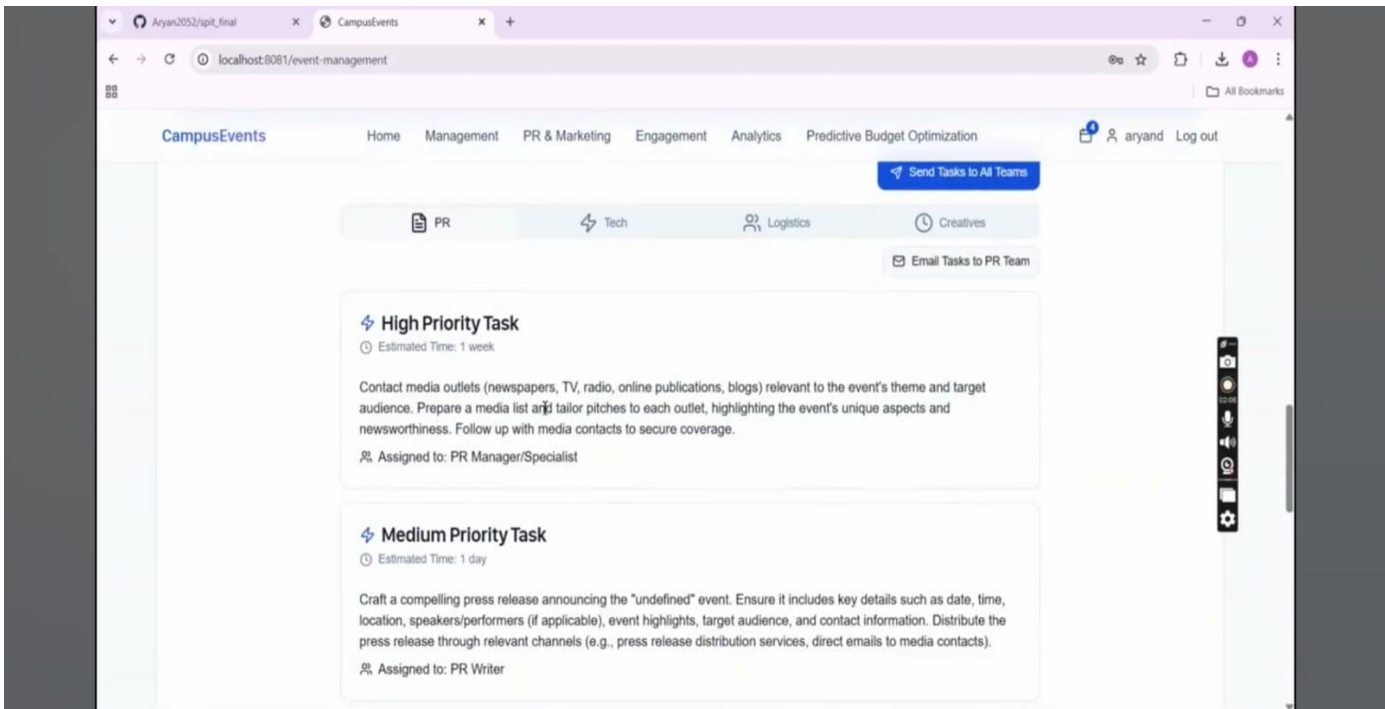 Aryan2052/spit_final
CampusEvents
localhost:8081/event-management
All Bookmarks
CampusEvents Home Management PR & Marketing Engagement Analytics Predictive Budget Optimization 4 aryand Log out
Send Tasks to All Teams
PR Tech Logistics Creatives
Email Tasks to PR Team
High Priority Task
Estimated Time: 1 week
Contact media outlets (newspapers, TV, radio, online publications, blogs) relevant to the event's theme and target
audience. Prepare a media list and tailor pitches to each outlet, highlighting the event's unique aspects and
newsworthiness. Follow up with media contacts to secure coverage.
Assigned to: PR Manager/Specialist
Medium Priority Task
Estimated Time: 1 day
Craft a compelling press release announcing the "undefined" event. Ensure it includes key details such as date, time,
location, speakers/performers (if applicable), event highlights, target audience, and contact information. Distribute the
press release through relevant channels (e.g., press release distribution services, direct emails to media contacts).
Assigned to: PR Writer